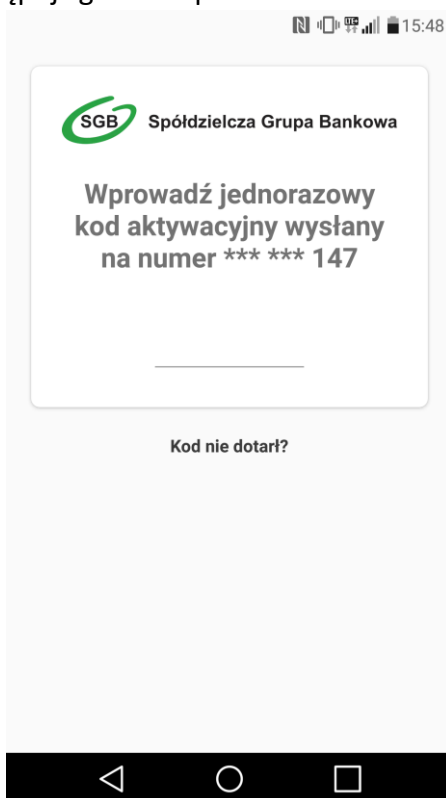 15:48
SGB Spółdzielcza Grupa Bankowa
Wprowadź jednorazowy
kod aktywacyjny wysłany
na numer *** *** 147
Kod nie dotarł?